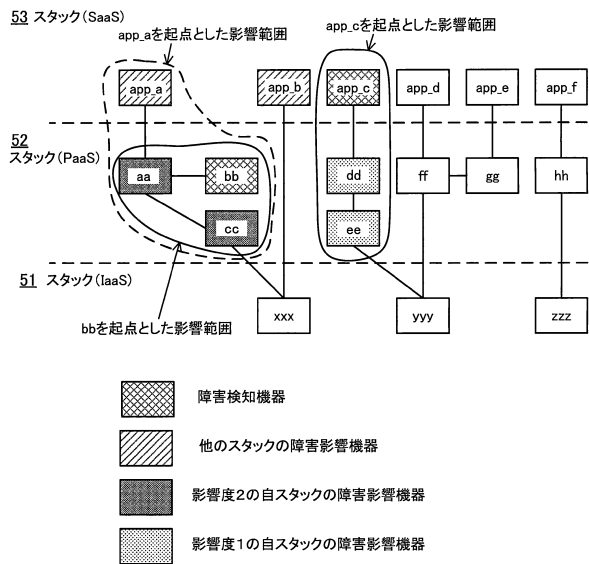 53 スタック(SaaS)
app_aを起点とした影響範囲
app_cを起点とした影響範囲
app_a
app_b
app_c
app_d
app_e
app_f
52
スタック(PaaS)
aa
bb
dd
ff
gg
hh
cc
ee
51 スタック(IaaS)
bbを起点とした影響範囲
xxx
yyy
zzz
障害検知機器
他のスタックの障害影響機器
影響度2の自スタックの障害影響機器
影響度1の自スタックの障害影響機器